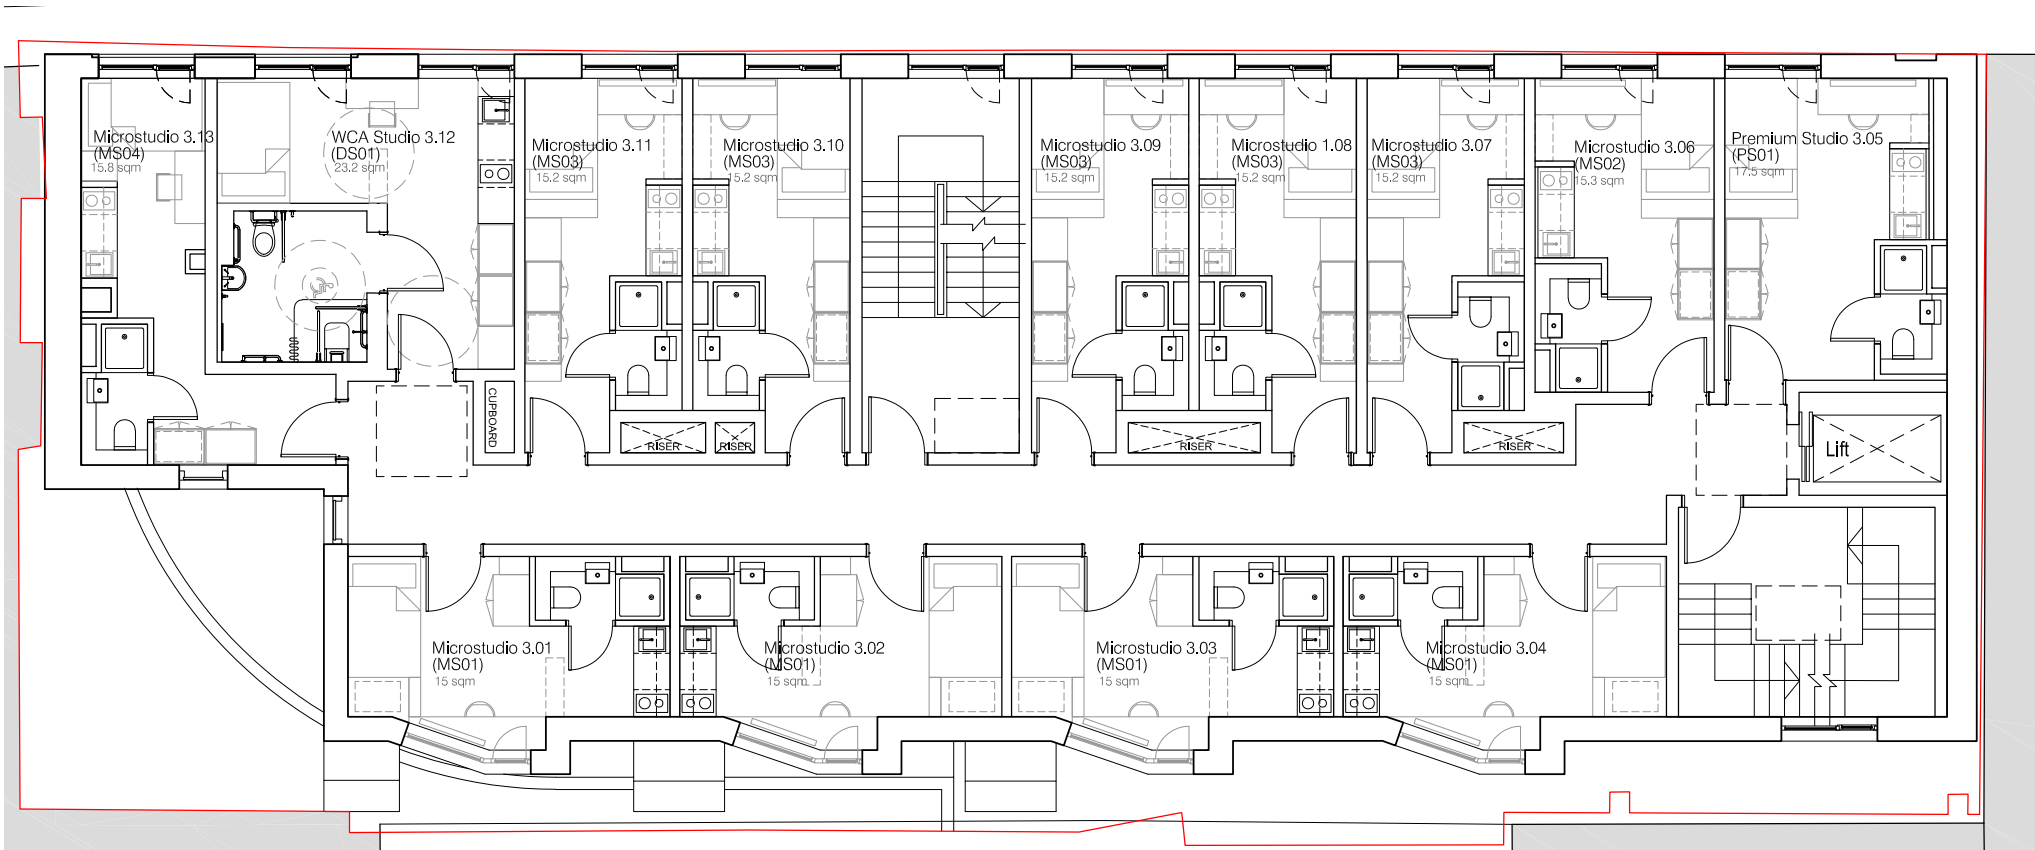 Microstudio 3.13
(MS04)
15.8 sqm
WCA Studio 3.12
(DS01)
23.2 sqm
Microstudio 3.11
(MS03)
15.2 sqm
Microstudio 3.10
(MS03)
15.2 sqm
Microstudio 3.09
(MS03)
15.2 sqm
Microstudio 1.08
(MS03)
15.2 sqm
Microstudio 3.07
(MS03)
15.2 sqm
Microstudio 3.06
(MS02)
15.3 sqm
Premium Studio 3.05
(PS01)
17.5 sqm
CUPBOARD
RISER
RISER
RISER
RISER
Lift
Microstudio 3.01
(MS01)
15 sqm
Microstudio 3.02
(MS01)
15 sqm
Microstudio 3.03
(MS01)
15 sqm
Microstudio 3.04
(MS01)
15 sqm